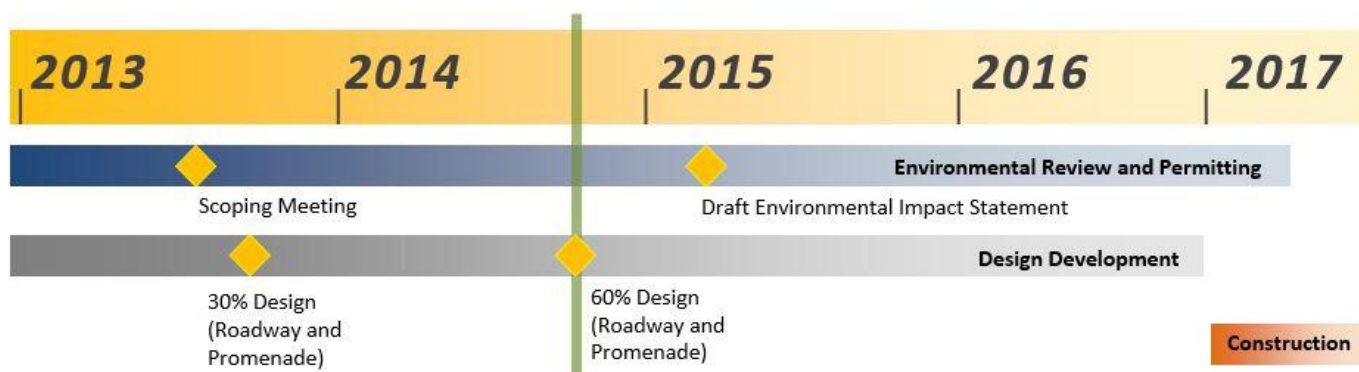 2013 2014 2015 2016 2017
Environmental Review and Permitting
Scoping Meeting
Draft Environmental Impact Statement
Design Development
30% Design
(Roadway and
Promenade)
60% Design
(Roadway and
Promenade)
Construction